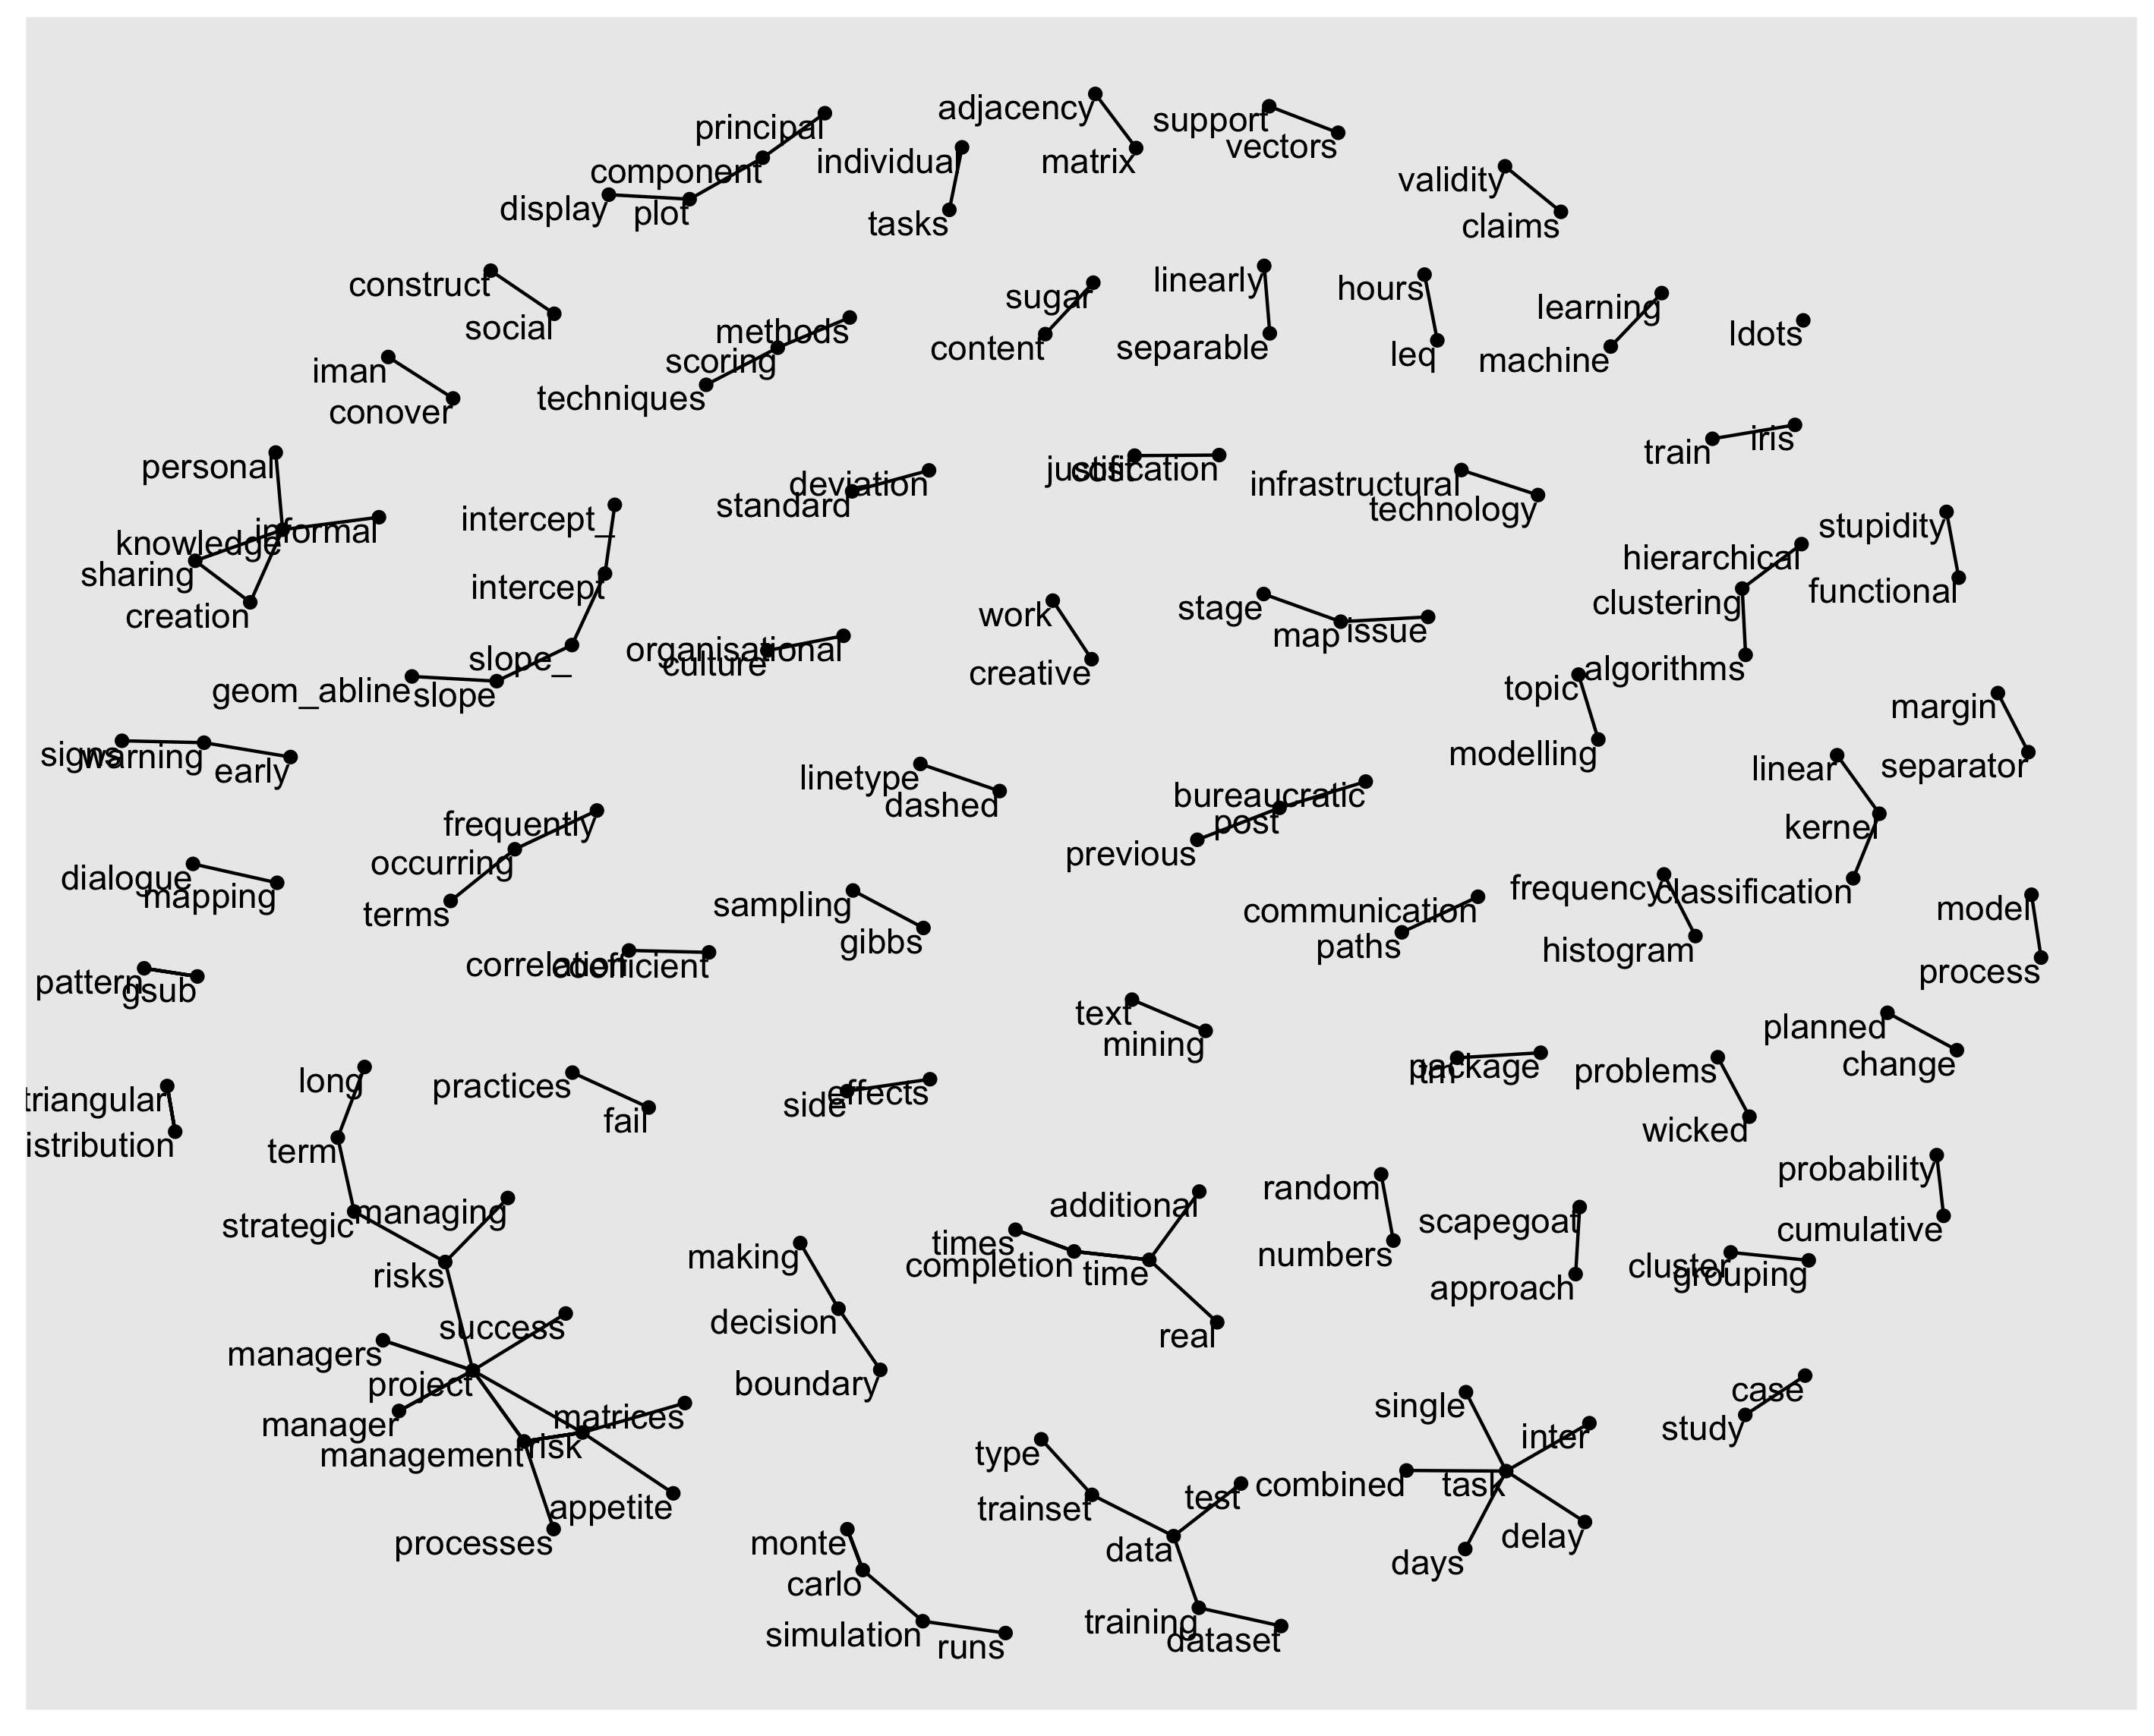 adjacency
principal
support
vectors
individual
matrix
component
validity
display
plot
tasks
claims
construct
sugar
linearly
hours
learning
social
methods
ldots
content
separable
leq
machine
scoring
iman
techniques
conover
train
iris
personal
justification
cost
deviation
infrastructural
standard
technology
intercept_
stupidity
informal
knowledge
hierarchical
sharing
intercept
functional
clustering
creation
work
stage
map
issue
organisational
culture
slope_
creative
algorithms
geom_abline
slope
topic
margin
signs
warning
early
modelling
linear
separator
linetype
dashed
bureaucratic
post
frequently
kernel
previous
occurring
dialogue
mapping
terms
sampling
communication
frequency
classification
model
gibbs
paths
histogram
correlation
coefficient
pattern
gsub
process
text
mining
planned
change
tm
package
problems
long
practices
side
effects
triangular
fail
wicked
istribution
term
probability
random
additional
managing
strategic
scapegoat
cumulative
times
completion
time
numbers
making
risks
cluster
grouping
approach
decision
success
real
managers
project
boundary
manager
matrices
single
case
study
inter
management
risk
type
combined
task
test
appetite
trainset
processes
monte
data
delay
days
carlo
training
dataset
simulation
runs